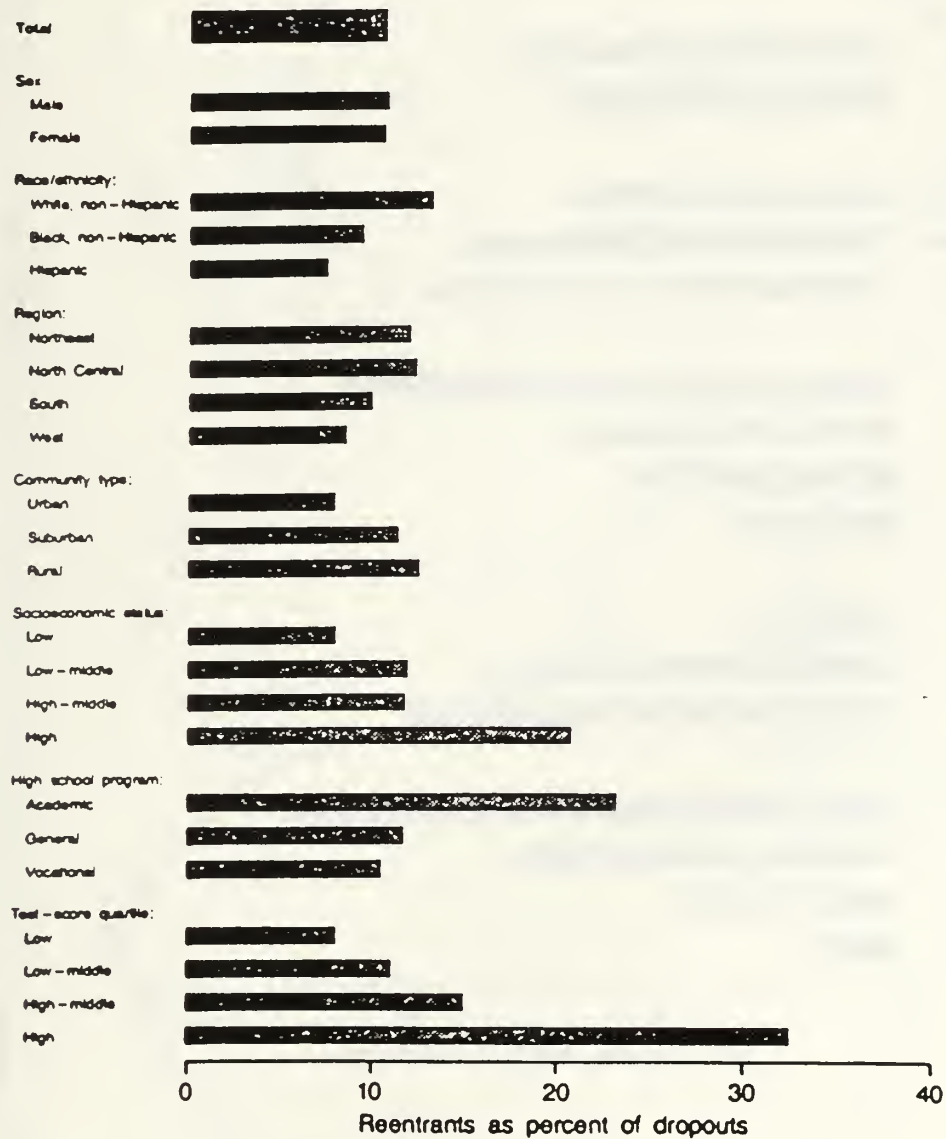 Total
Sex
Male
Female
Race/ethnicity:
White, non-Hispanic
Black, non-Hispanic
Hispanic
Region:
Northeast
North Central
South
West
Community type:
Urban
Suburban
Rural
Socioeconomic status:
Low
Low-middle
High-middle
High
High school program:
Academic
General
Vocational
Test-score quartile:
Low
Low-middle
High-middle
High
0 10 20 30 40
Reentrants as percent of dropouts